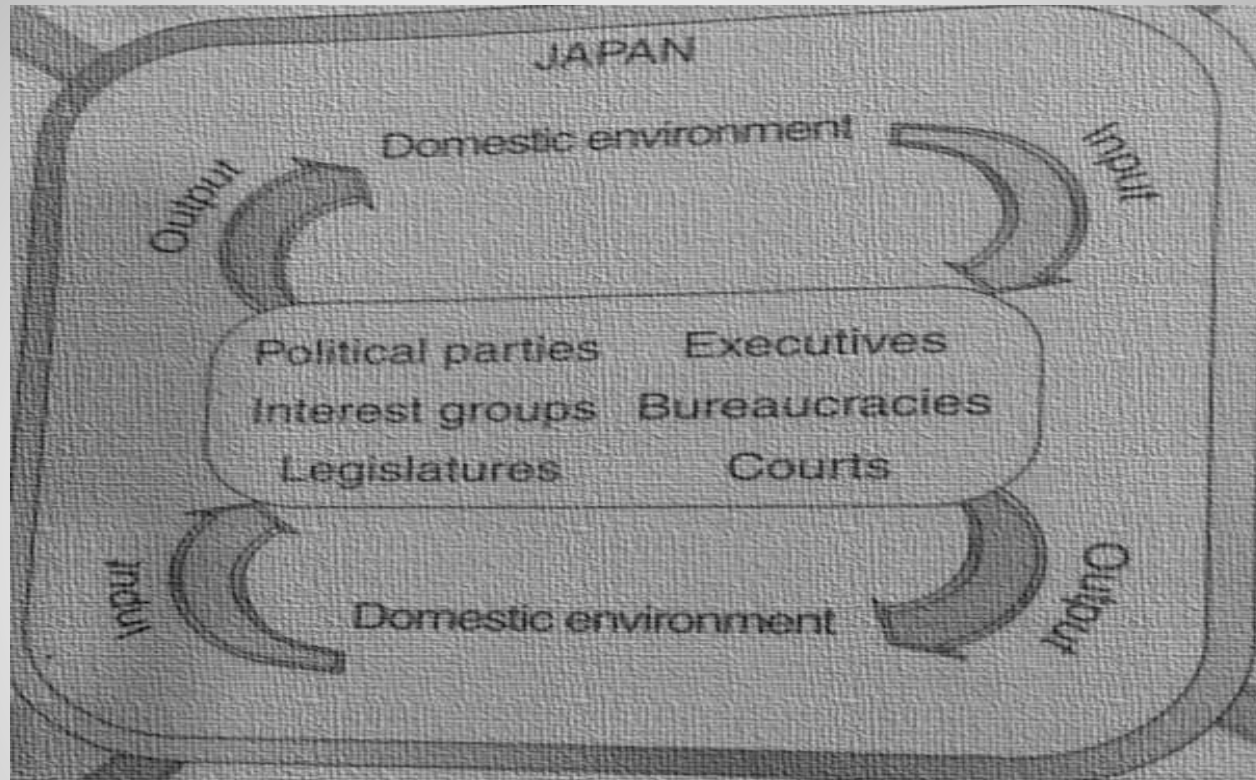 JAPAN
Domestic environment
Output
Input
Political parties Executives
Interest groups Bureaucracies
Legislatures Courts
Input
Output
Domestic environment